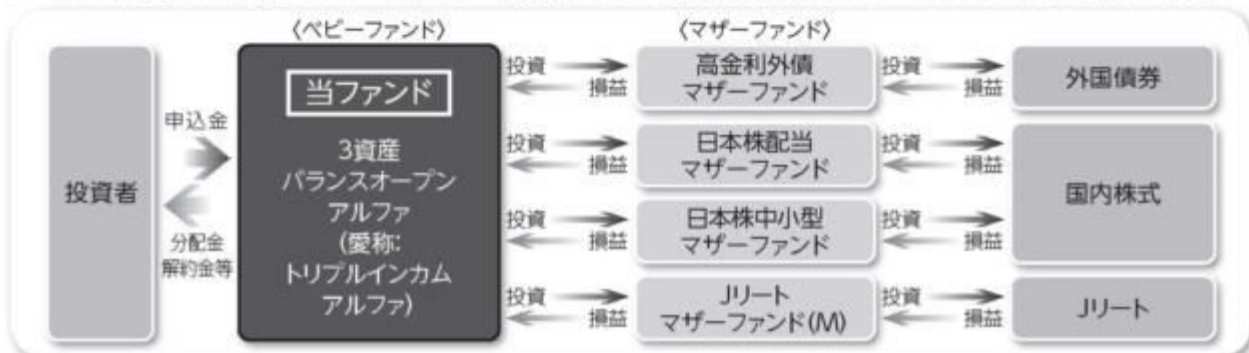 〈ベビーファンド〉
〈マザーファンド〉
投資者
申込金
分配金
解約金等
当ファンド
3資産
バランスオープン
アルファ
(愛称:
トリプルインカム
アルファ)
投資
損益
高金利外債
マザーファンド
投資
損益
外国債券
投資
損益
日本株配当
マザーファンド
投資
損益
国内株式
投資
損益
日本株中小型
マザーファンド
投資
損益
投資
損益
Jリート
マザーファンド(M)
投資
損益
Jリート